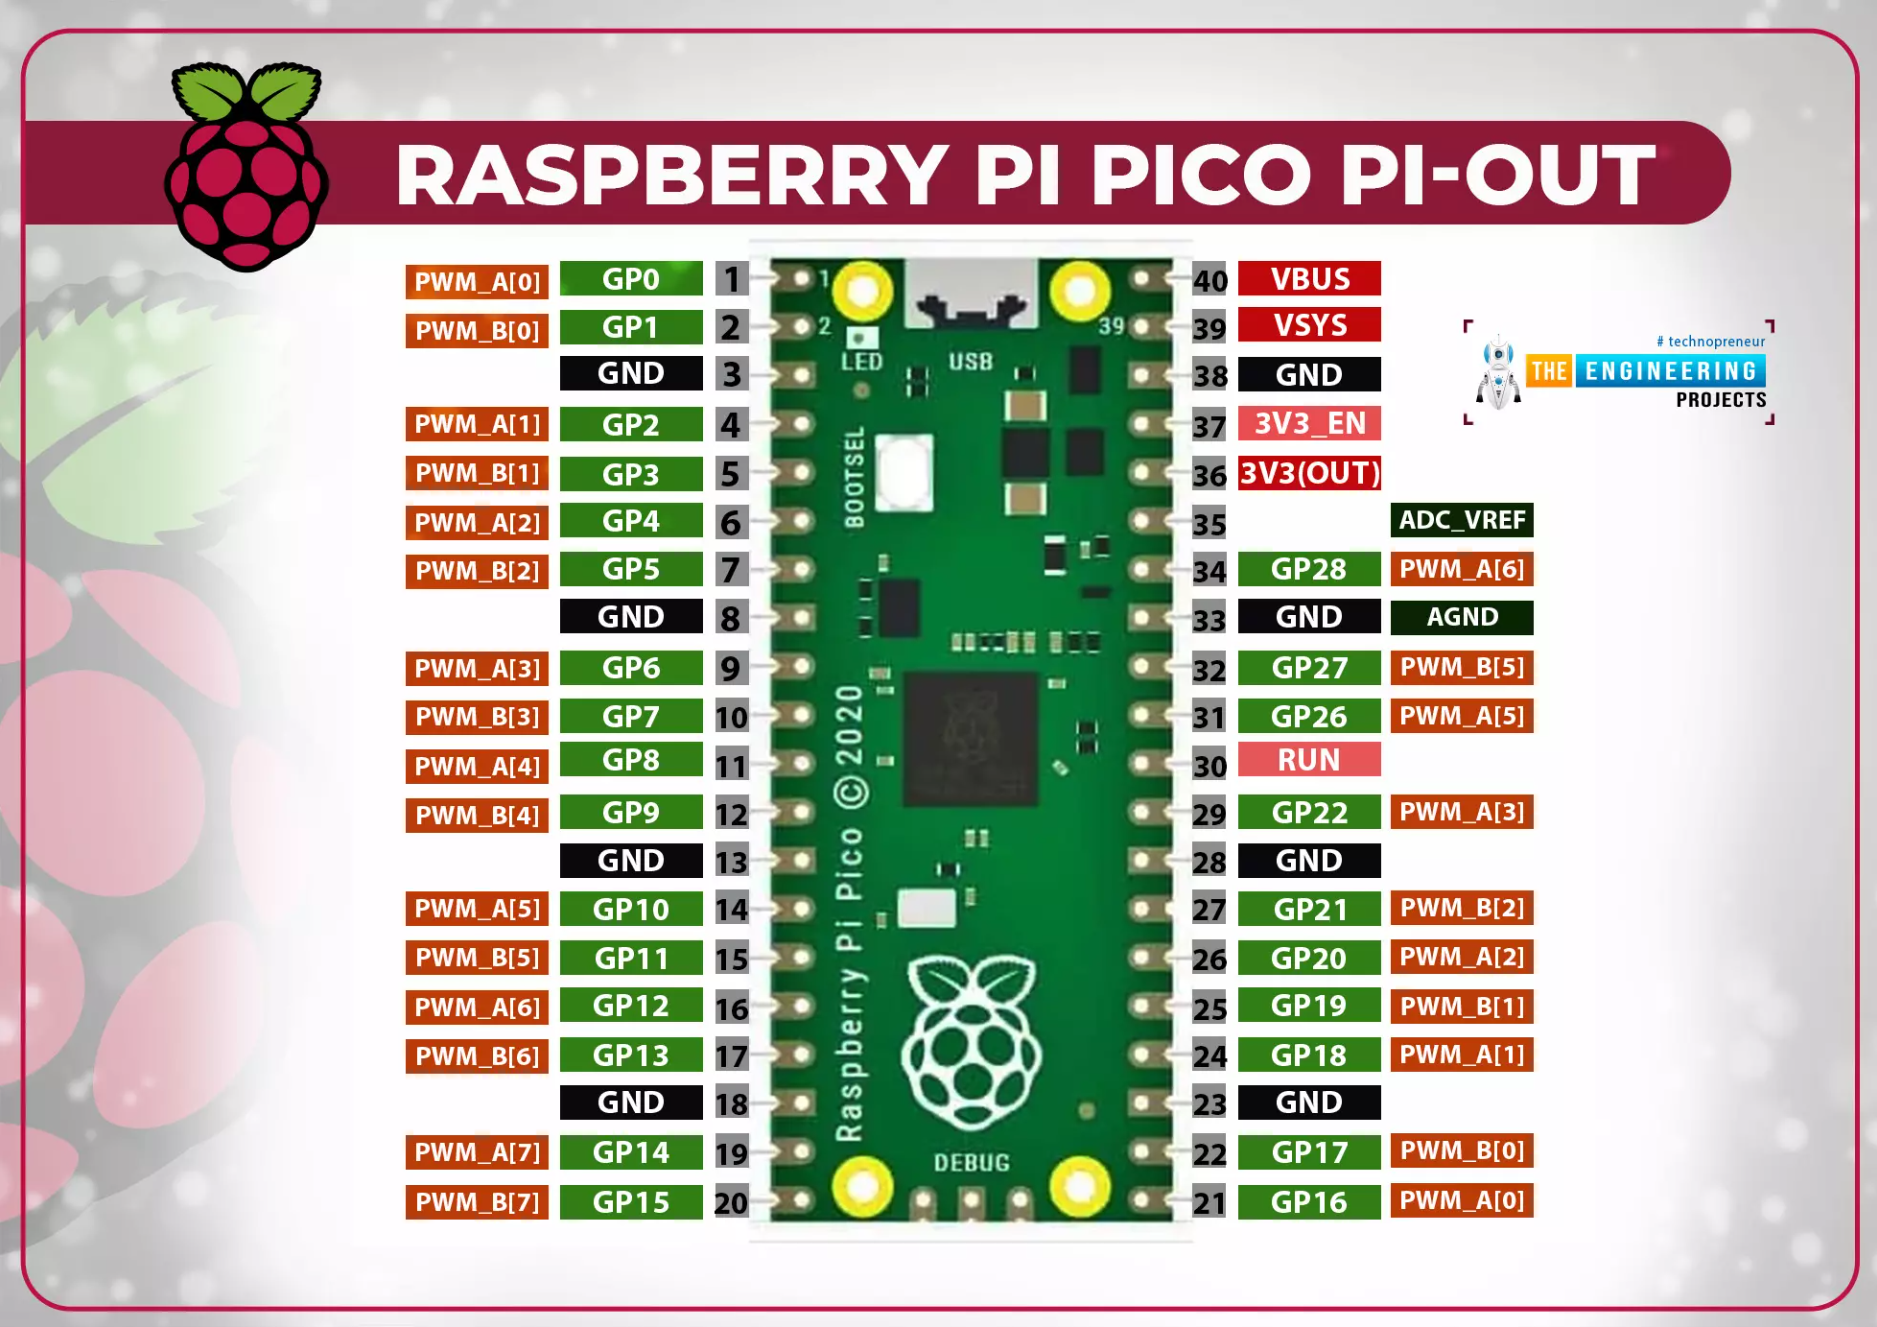 RASPBERRY PI PICO PI-OUT
PWM_A[0] GP0 1 1 40 VBUS
PWM_B[0] GP1 2 2 39 39 VSYS
LED USB
GND 3 38 GND
# technopreneur
THE ENGINEERING
PROJECTS
PWM_A[1] GP2 4 37 3V3_EN
PWM_B[1] GP3 5 36 3V3(OUT)
BOOTSEL
PWM_A[2] GP4 6 35 ADC_VREF
PWM_B[2] GP5 7 34 GP28 PWM_A[6]
GND 8 33 GND AGND
PWM_A[3] GP6 9 32 GP27 PWM_B[5]
PWM_B[3] GP7 10 31 GP26 PWM_A[5]
PWM_A[4] GP8 11 30 RUN
PWM_B[4] GP9 12 29 GP22 PWM_A[3]
GND 13 28 GND
Raspberry Pi Pico © 2020
PWM_A[5] GP10 14 27 GP21 PWM_B[2]
PWM_B[5] GP11 15 26 GP20 PWM_A[2]
PWM_A[6] GP12 16 25 GP19 PWM_B[1]
PWM_B[6] GP13 17 24 GP18 PWM_A[1]
GND 18 23 GND
PWM_A[7] GP14 19 22 GP17 PWM_B[0]
DEBUG
PWM_B[7] GP15 20 21 GP16 PWM_A[0]